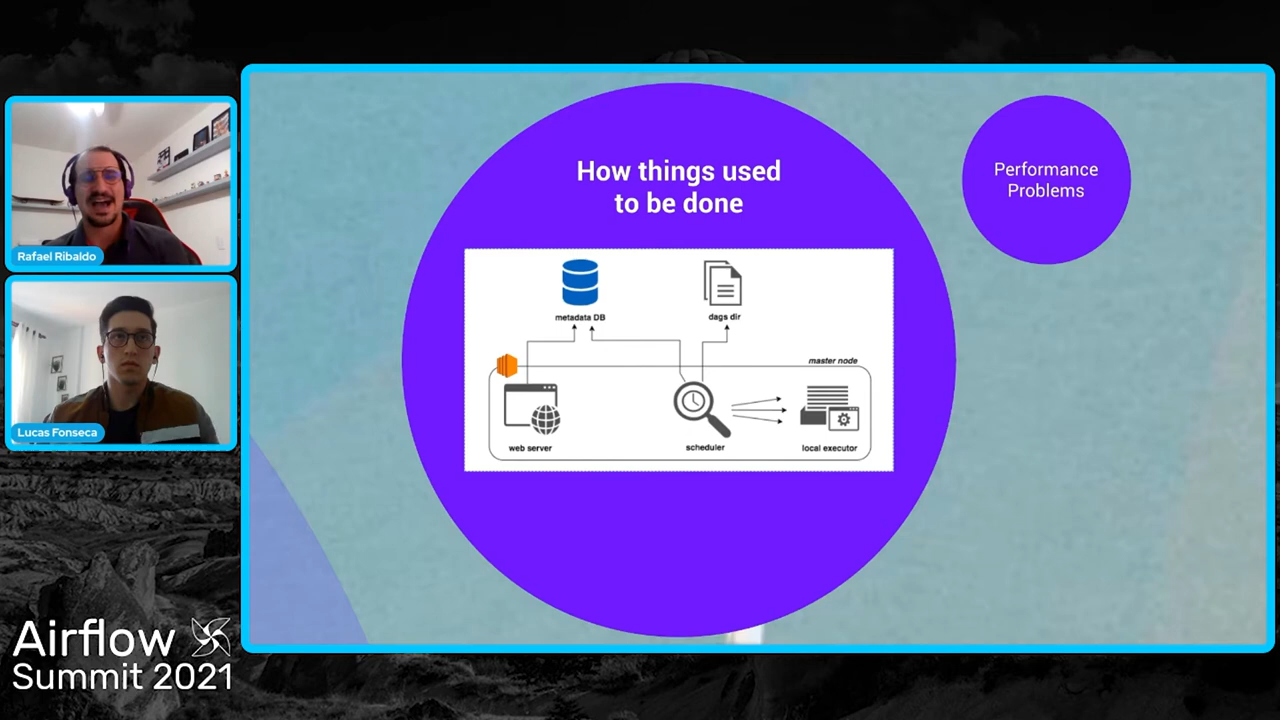 Rafael Ribaldo
Lucas Fonseca
Airflow
Summit 2021
How things used
to be done
metadata DB
dags dir
master node
web server
scheduler
local executor
Performance
Problems